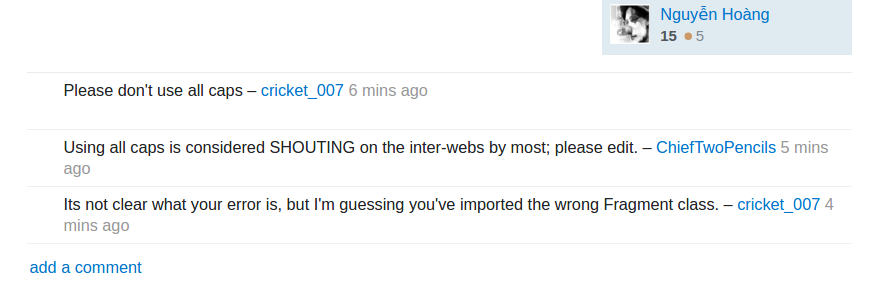 Nguyễn Hoàng
15 5
Please don't use all caps – cricket_007 6 mins ago
Using all caps is considered SHOUTING on the inter-webs by most; please edit. – ChiefTwoPencils 5 mins
ago
Its not clear what your error is, but I'm guessing you've imported the wrong Fragment class. – cricket_007 4
mins ago
add a comment